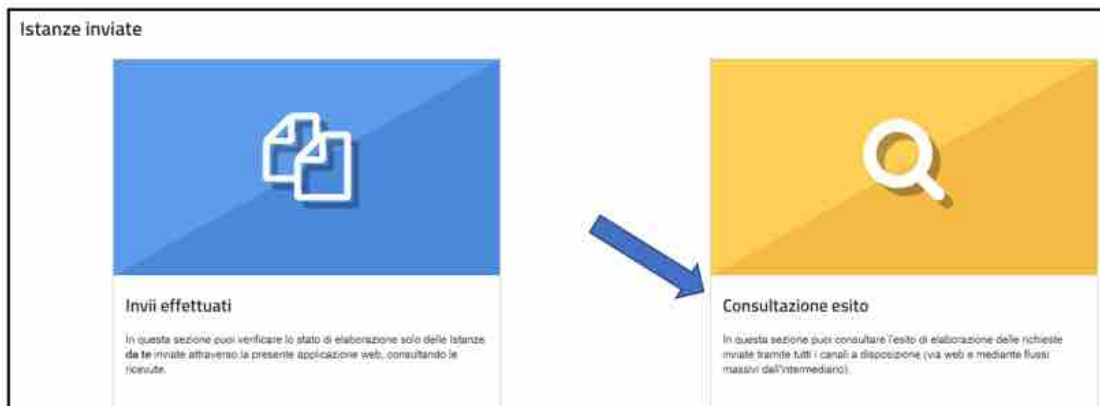 Istanze inviate
Invii effettuati
In questa sezione puoi verificare lo stato di elaborazione solo delle Istanze
da te inviate attraverso la presente applicazione web, consultando le
ricevute.
Consultazione esito
In questa sezione puoi consultare l'esito di elaborazione delle richieste
inviate tramite tutti i canali a disposizione (via web e mediante flussi
massivi dall'intermediario).